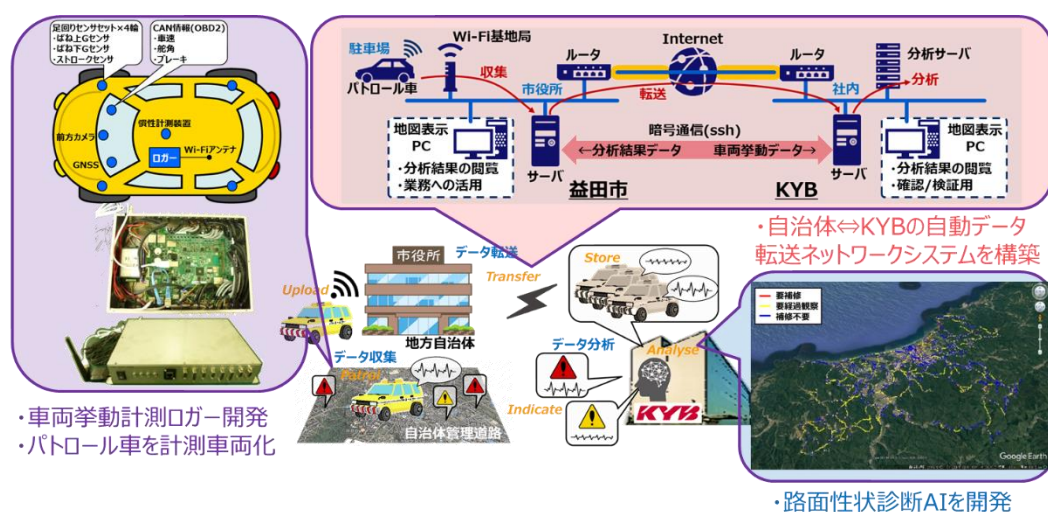 足回りセンサセット×4輪
・ばね上Gセンサ
・ばね下Gセンサ
・ストロークセンサ
CAN情報(OBD2)
・車速
・舵角
・ブレーキ
前方カメラ
慣性計測装置
GNSS
ロガー
Wi-Fiアンテナ
・車両挙動計測ロガー開発
・パトロール車を計測車両化
駐車場
パトロール車
Wi-Fi基地局
収集
ルータ
市役所
Internet
転送
ルータ
社内
分析サーバ
分析
地図表示
PC
・分析結果の閲覧
・業務への活用
サーバ
暗号通信(ssh)
←分析結果データ 車両挙動データ→
益田市
KYB
サーバ
地図表示
PC
・分析結果の閲覧
・確認/検証用
・自治体⇔KYBの自動データ
転送ネットワークシステムを構築
市役所
データ転送
Transfer
Upload
地方自治体
データ収集
Patrol
自治体管理道路
Store
データ分析
Analyse
Indicate
KYB
要補修
要経過観察
補修不要
Google Earth
・路面性状診断AIを開発